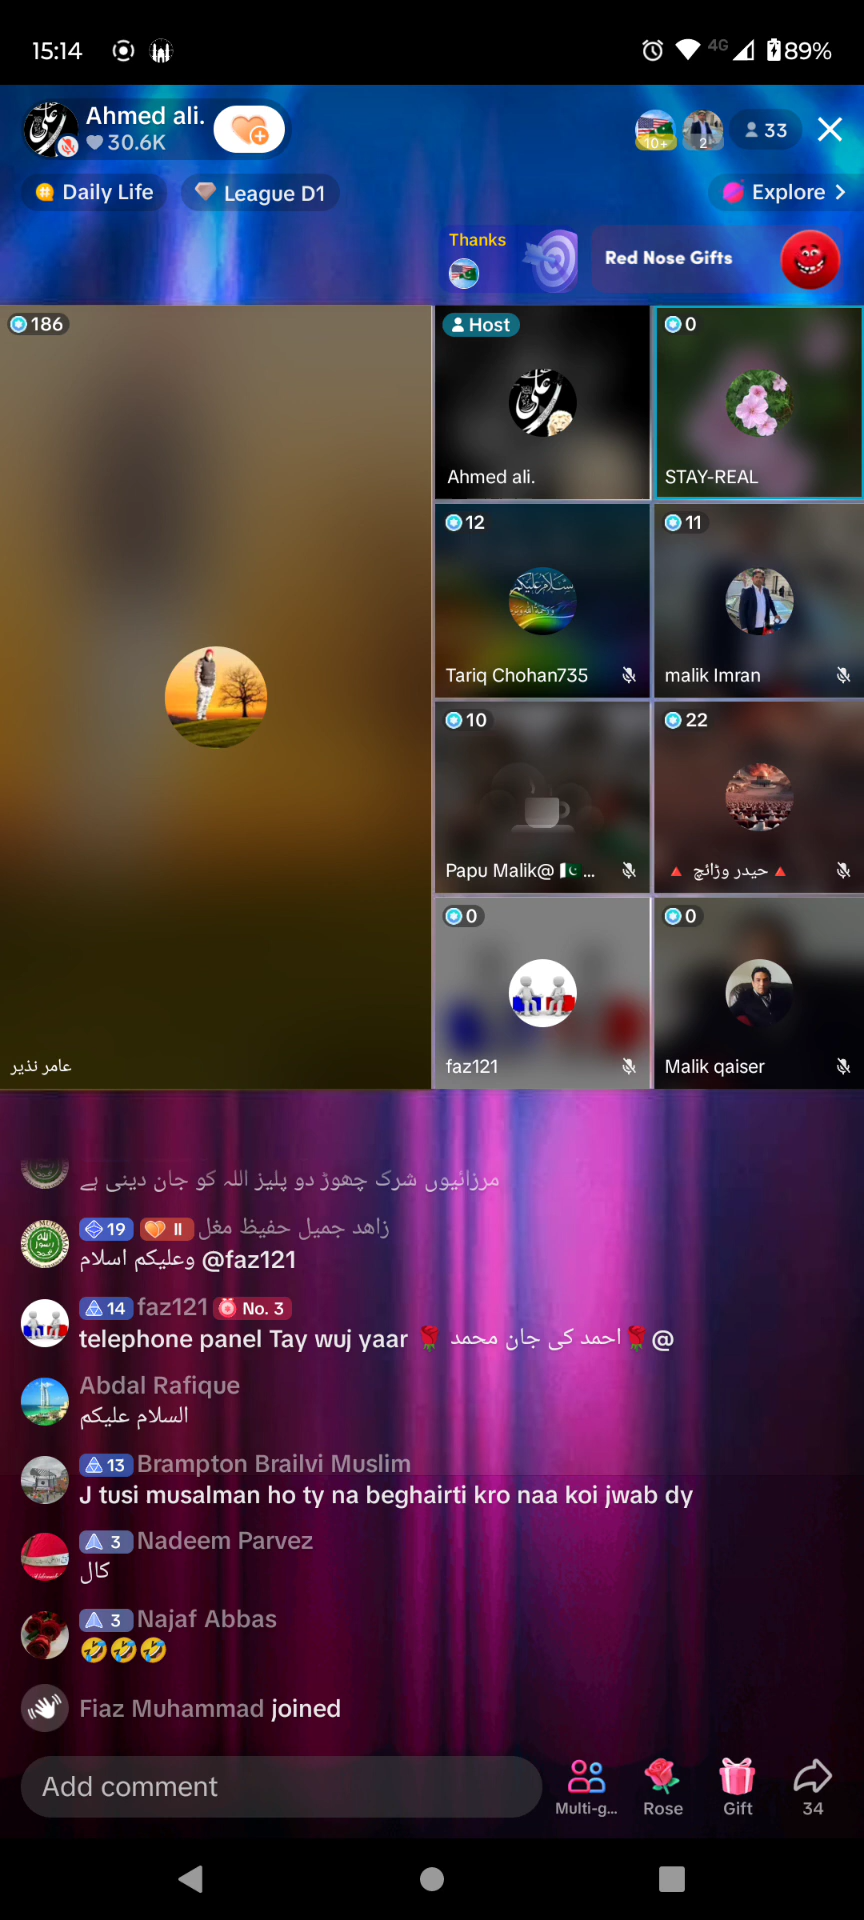 15:14
4G
89%
Ahmed ali.
30.6K
10+
2
33
Daily Life
League D1
Explore
Thanks
Red Nose Gifts
186
Host
0
Ahmed ali.
STAY-REAL
12
11
Tariq Chohan735
malik Imran
10
22
Papu Malik@ 🇵🇰...
🔺 حیدر وڑائچ 🔺
0
0
عامر نذیر
faz121
Malik qaiser
مرزائیوں شرک چھوڑ دو پلیز اللہ کو جان دینی ہے
19 II زاهد جمیل حفیظ مغل
وعلیکم اسلام @faz121
14 faz121 No. 3
telephone panel Tay wuj yaar 🌹 احمد کی جان محمد 🌹@
Abdal Rafique
السلام علیکم
13 Brampton Brailvi Muslim
J tusi musalman ho ty na beghairti kro naa koi jwab dy
3 Nadeem Parvez
کال
3 Najaf Abbas
🤣🤣🤣
Fiaz Muhammad joined
Add comment
Multi-g...
Rose
Gift
34